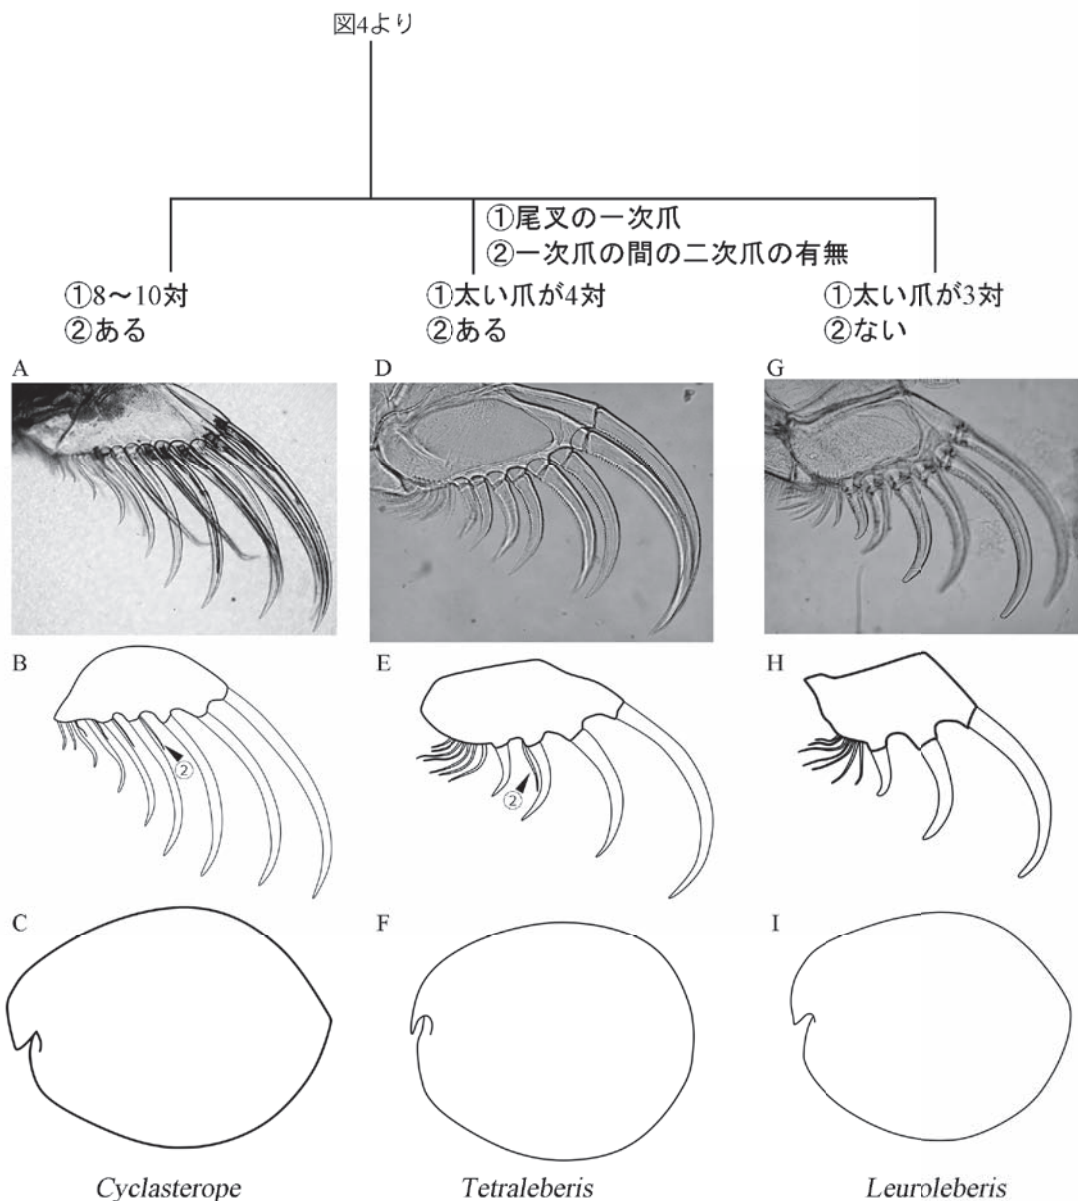 図4より
①尾叉の一次爪
②一次爪の間の二次爪の有無
①8〜10対
②ある
①太い爪が4対
②ある
①太い爪が3対
②ない
A
D
G
B
②
E
②
H
C
F
I
Cyclasterope
Tetraleberis
Leuroleberis